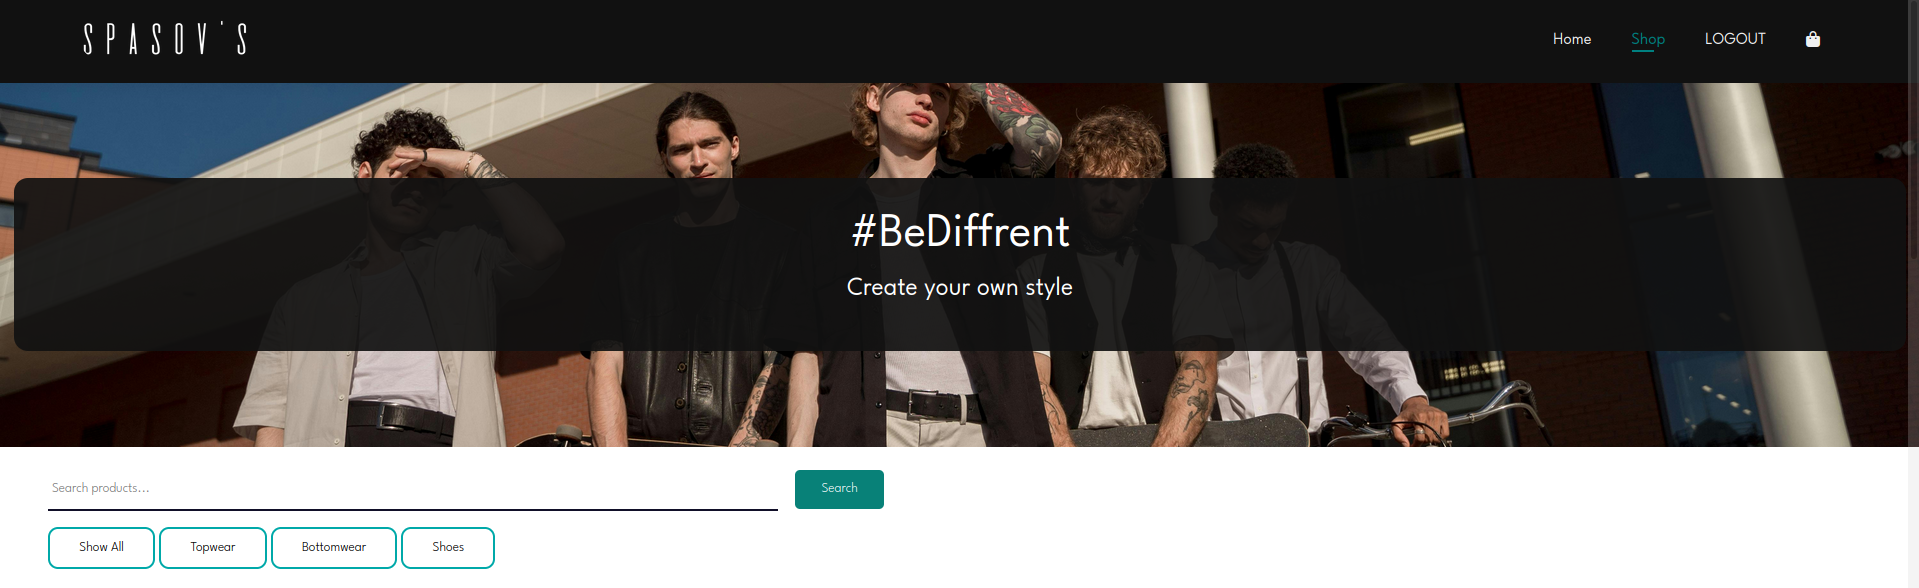 SPASOV'S
Home Shop LOGOUT
#BeDiffrent
Create your own style
Search products...
Search
Show All Topwear Bottomwear Shoes